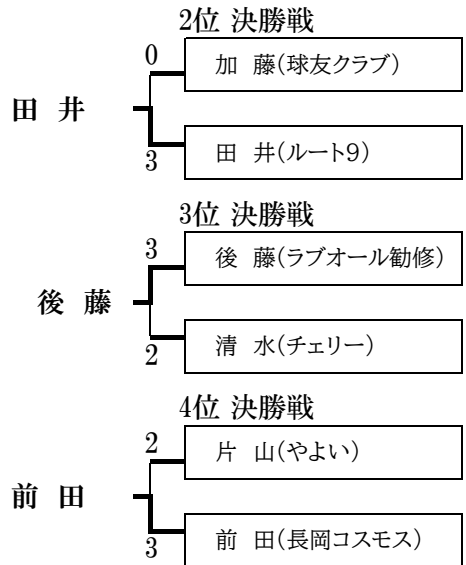 2位 決勝戦
0
加 藤(球友クラブ)
田 井
3
田 井(ルート9)
3位 決勝戦
3
後 藤(ラブオール勧修)
後 藤
2
清 水(チェリー)
4位 決勝戦
2
片 山(やよい)
前 田
3
前 田(長岡コスモス)